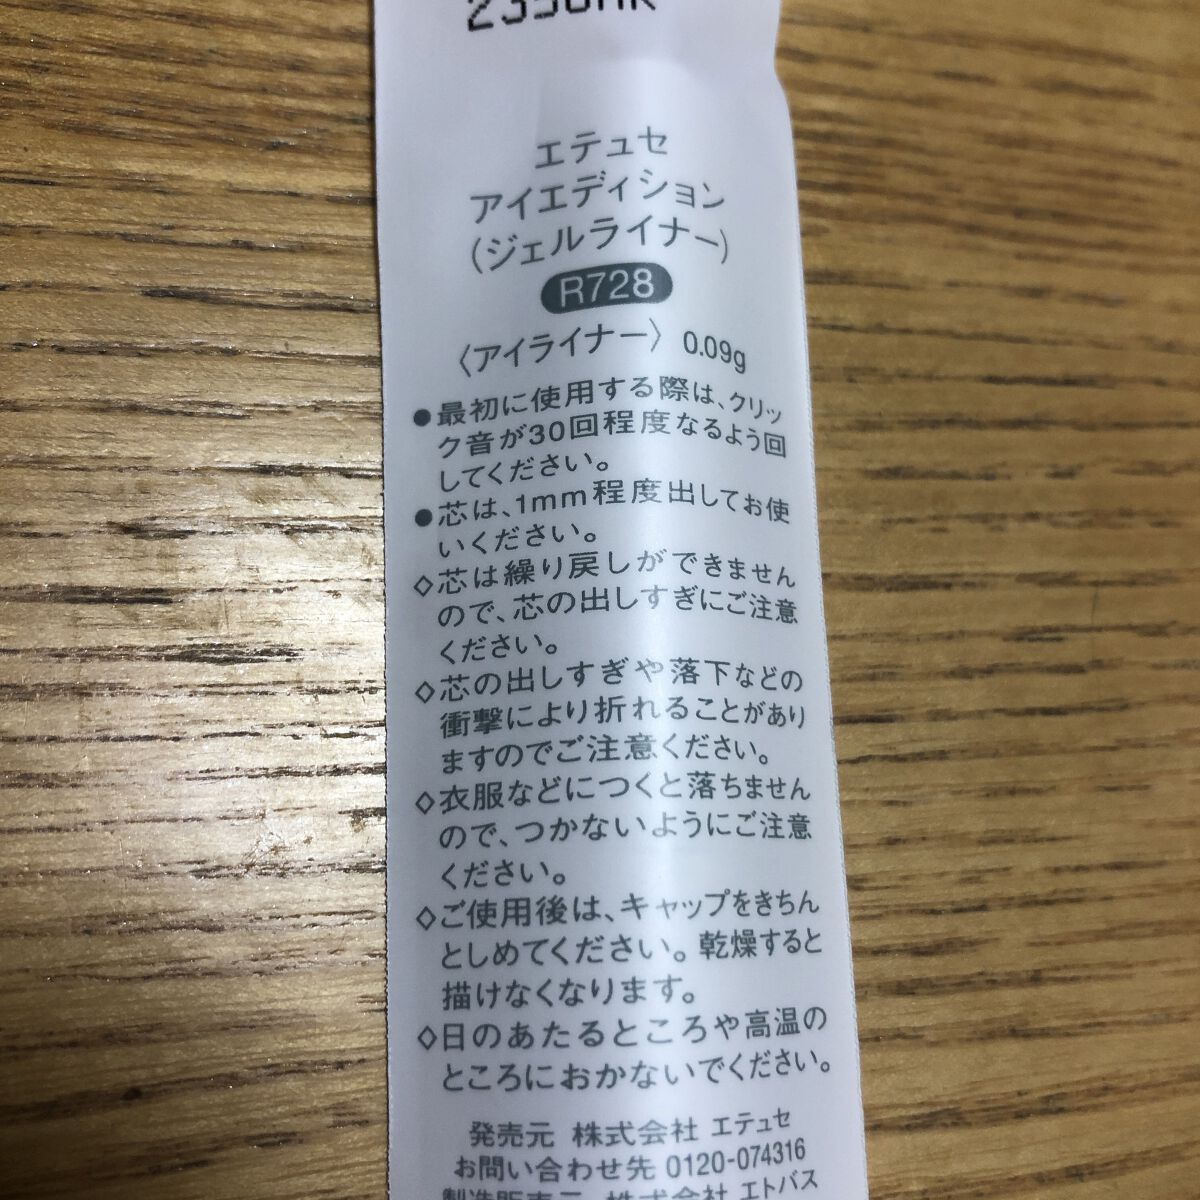 エテュセ
アイエディション
(ジェルライナー)
R728
〈アイライナー〉 0.09g
●最初に使用する際は、クリッ
ク音が30回程度なるよう回
してください。
●芯は、1mm程度出してお使
いください。
◇芯は繰り戻しができません
ので、芯の出しすぎにご注意
ください。
◇芯の出しすぎや落下などの
衝撃により折れることがあり
ますのでご注意ください。
◇衣服などにつくと落ちません
ので、つかないようにご注意
ください。
◇ご使用後は、キャップをきちん
としめてください。乾燥すると
描けなくなります。
◇日のあたるところや高温の
ところにおかないでください。
発売元 株式会社 エテュセ
お問い合わせ先 0120-074316
製造販売元 株式会社 エトバス